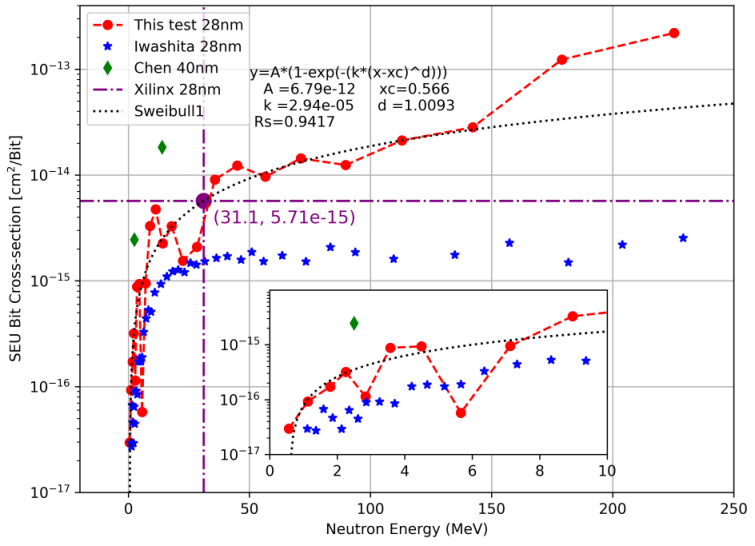 This test 28nm
Iwashita 28nm
Chen 40nm
Xilinx 28nm
Sweibull1
y=A*(1-exp(-(k*(x-xc)^d)))
A =6.79e-12 xc=0.566
k =2.94e-05 d =1.0093
Rs=0.9417
(31.1, 5.71e-15)
SEU Bit Cross-section [cm²/Bit]
10⁻¹³
10⁻¹⁴
10⁻¹⁵
10⁻¹⁶
10⁻¹⁷
10⁻¹⁵
10⁻¹⁶
10⁻¹⁷
0 2 4 6 8 10
0 50 100 150 200 250
Neutron Energy (MeV)